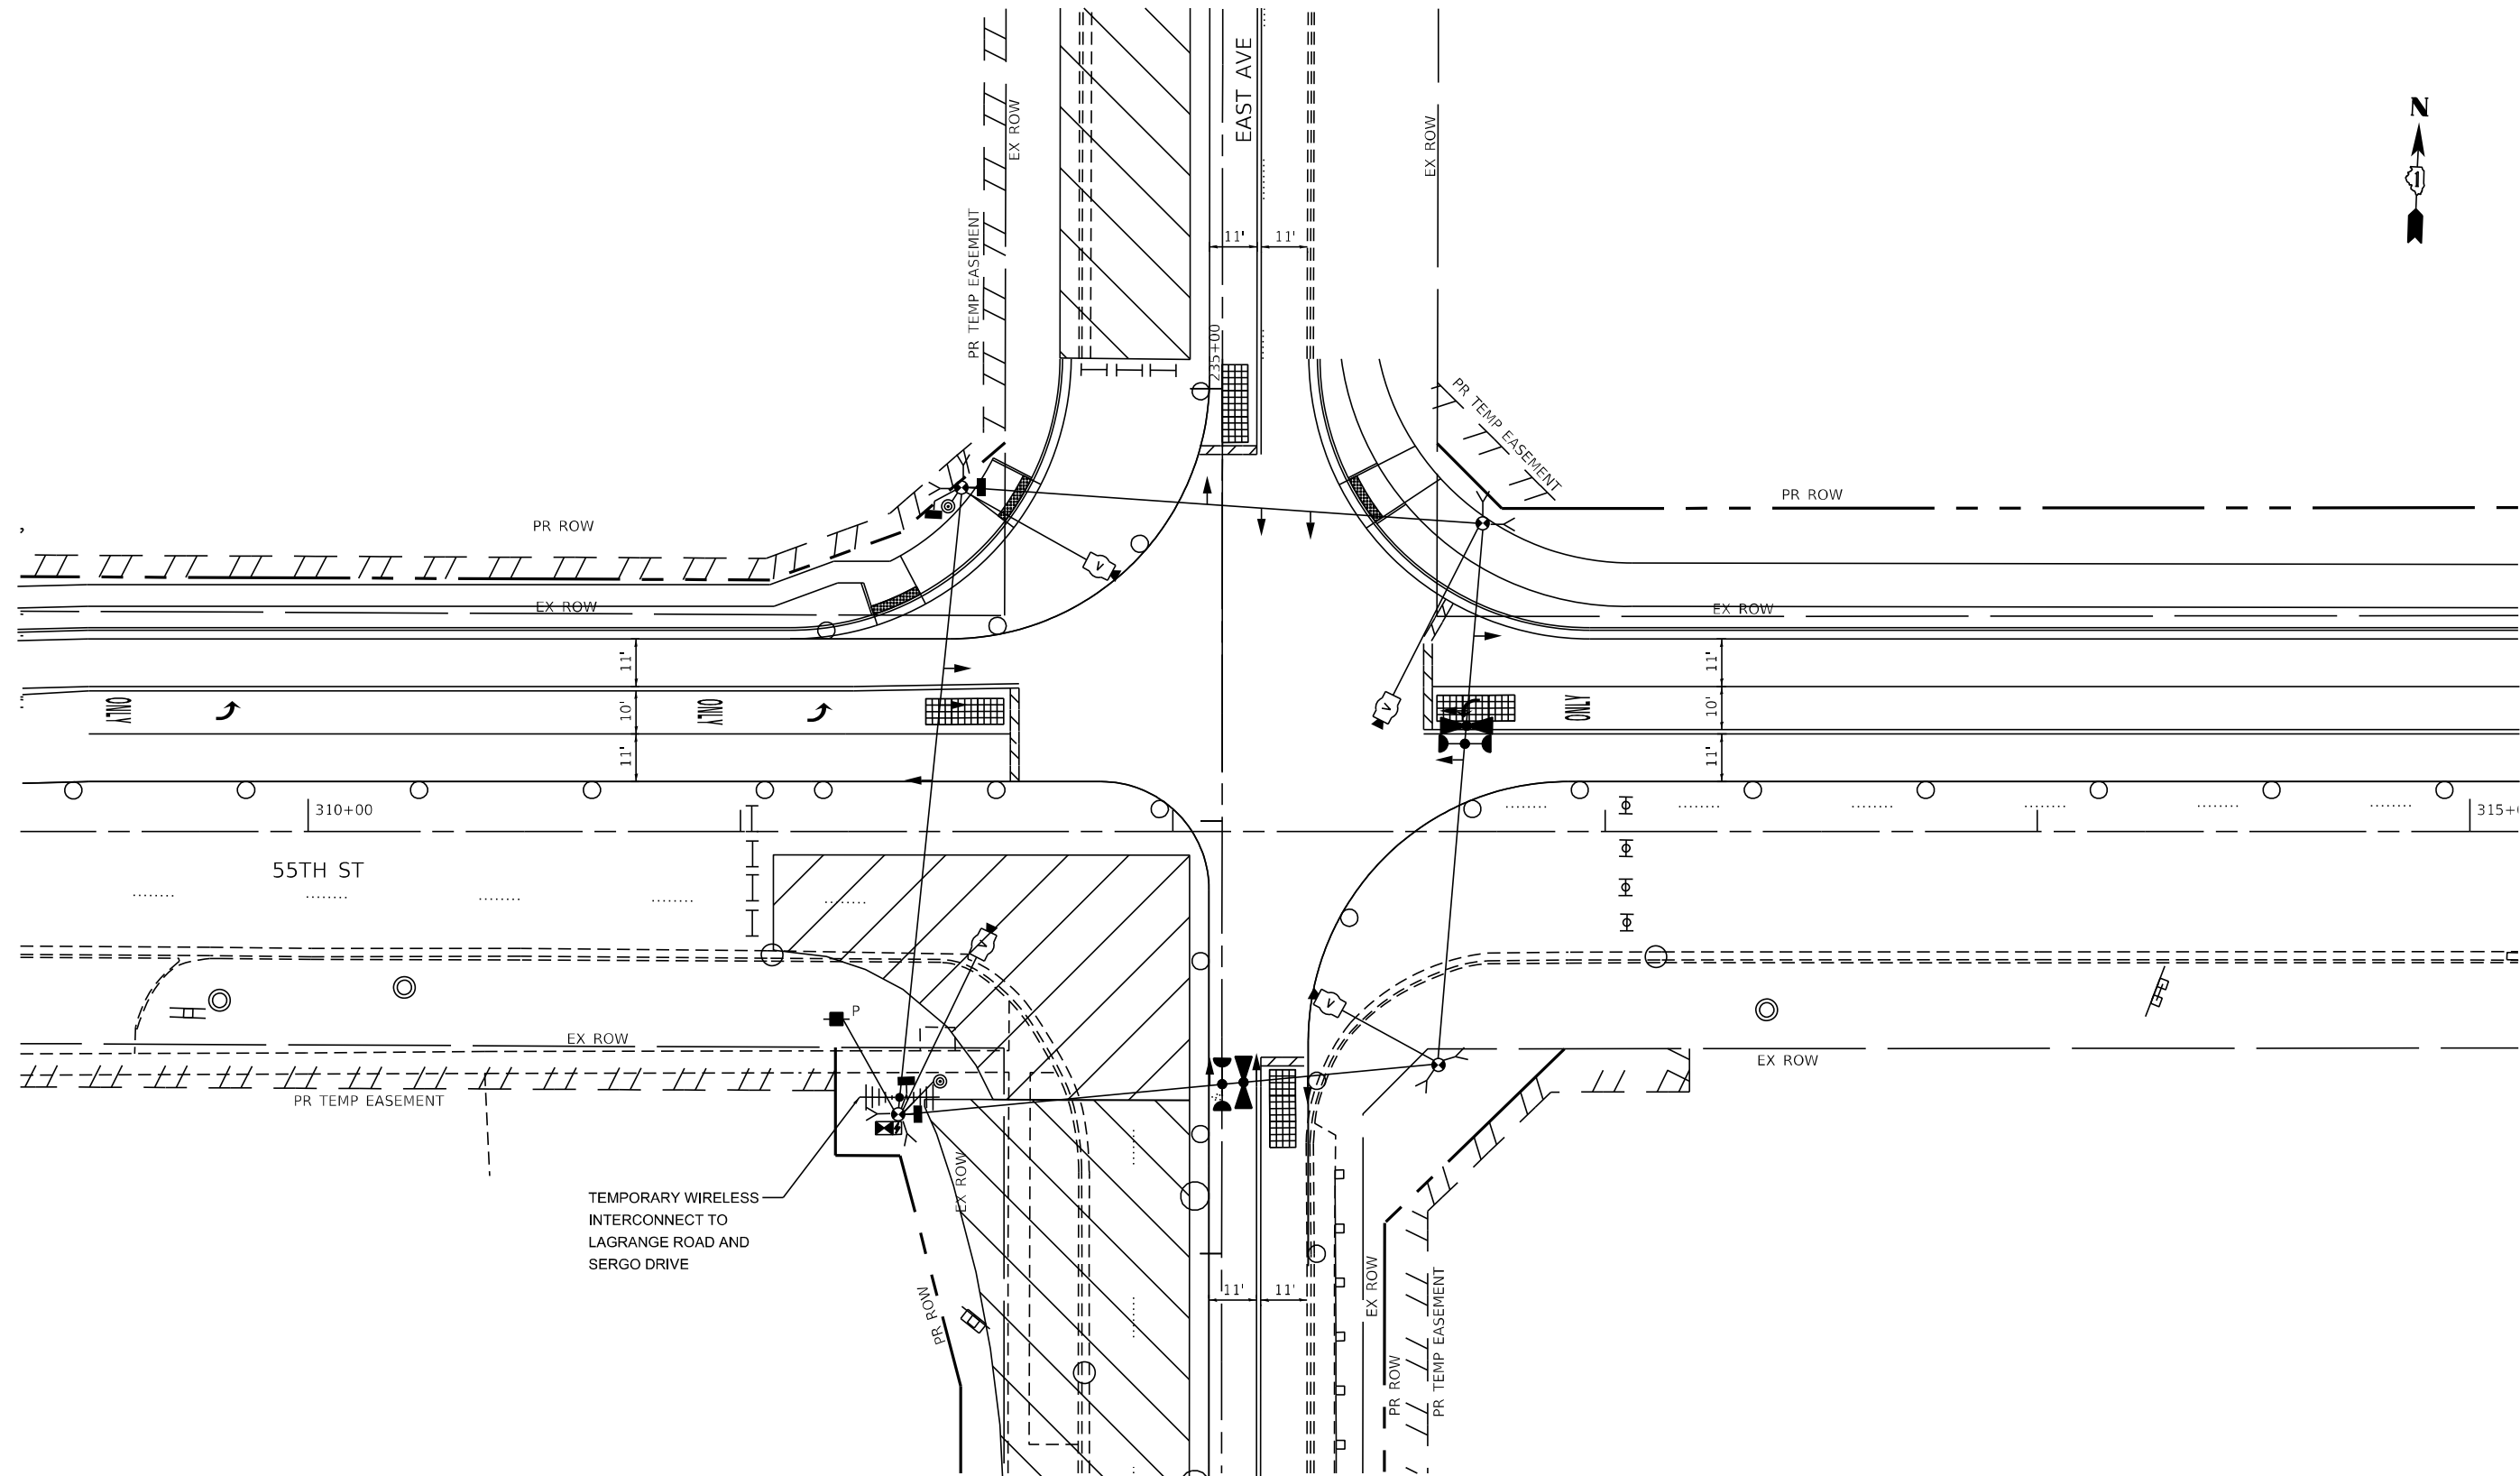 N
EAST AVE
EX ROW
EX ROW
PR TEMP EASEMENT
11'
11'
235+00
PR TEMP EASEMENT
PR ROW
PR ROW
EX ROW
EX ROW
V
V
11'
10'
11'
ONLY
ONLY
ONLY
11'
10'
11'
310+00
55TH ST
V
V
P
EX ROW
EX ROW
PR TEMP EASEMENT
TEMPORARY WIRELESS
INTERCONNECT TO
LAGRANGE ROAD AND
SERGO DRIVE
EX ROW
PR ROW
11'
11'
EX ROW
PR ROW
PR TEMP EASEMENT